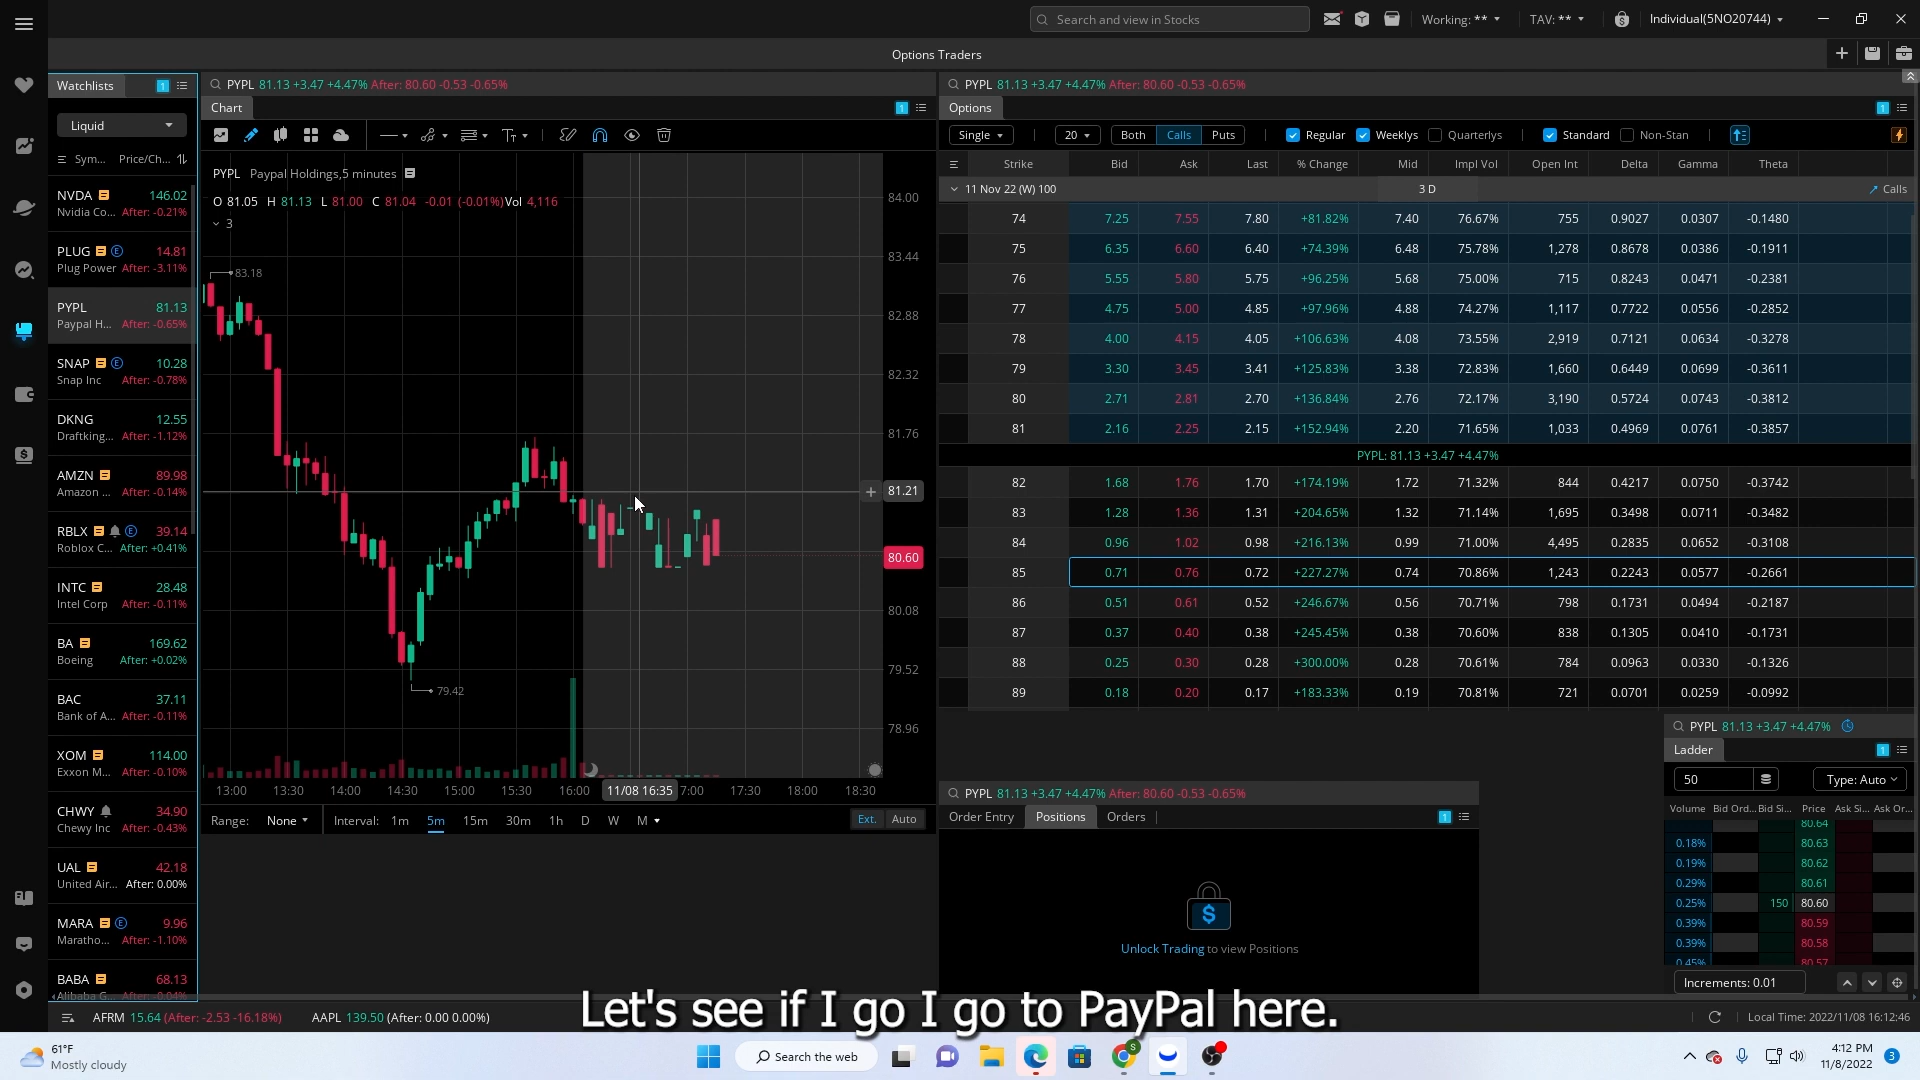 Search and view in Stocks
Working: **
TAV: **
Individual(5NO20744)
Options Traders
Watchlists 1
Liquid
Sym... Price/Ch...
NVDA 146.02
Nvidia Co... -0.21%
PLUG E 14.81
Plug Power After: -3.11%
PYPL 81.13
Paypal H... After: -0.65%
SNAP E 10.28
Snap Inc After: -0.78%
DKNG 12.55
Draftking... After: -1.12%
AMZN 89.98
Amazon ... After: -0.14%
RBLX E 39.14
Roblox C... After: +0.41%
INTC 28.48
Intel Corp After: -0.11%
BA 169.62
Boeing After: +0.02%
BAC 37.11
Bank of A... After: -0.11%
XOM 114.00
Exxon M... After: -0.10%
CHWY 34.90
Chewy Inc After: -0.43%
UAL 42.18
United Air... After: 0.00%
MARA E 9.96
Maratho... After: -1.10%
BABA 68.13
Alibaba G... After: -0.04%
PYPL 81.13 +3.47 +4.47% After: 80.60 -0.53 -0.65%
Chart 1
PYPL Paypal Holdings,5 minutes
O 81.05 H 81.13 L 81.00 C 81.04 -0.01 (-0.01%)Vol 4,116
3
83.18
79.42
84.00
83.44
82.88
82.32
81.76
81.21
80.60
80.08
79.52
78.96
13:00 13:30 14:00 14:30 15:00 15:30 16:00 11/08 16:35 7:00 17:30 18:00 18:30
Range: None Interval: 1m 5m 15m 30m 1h D W M Ext. Auto
PYPL 81.13 +3.47 +4.47% After: 80.60 -0.53 -0.65%
Options 1
Single 20 Both Calls Puts Regular Weeklys Quarterlys Standard Non-Stan
Strike Bid Ask Last % Change Mid Impl Vol Open Int Delta Gamma Theta
11 Nov 22 (W) 100 3 D Calls
74 7.25 7.55 7.80 +81.82% 7.40 76.67% 755 0.9027 0.0307 -0.1480
75 6.35 6.60 6.40 +74.39% 6.48 75.78% 1,278 0.8678 0.0386 -0.1911
76 5.55 5.80 5.75 +96.25% 5.68 75.00% 715 0.8243 0.0471 -0.2381
77 4.75 5.00 4.85 +97.96% 4.88 74.27% 1,117 0.7722 0.0556 -0.2852
78 4.00 4.15 4.05 +106.63% 4.08 73.55% 2,919 0.7121 0.0634 -0.3278
79 3.30 3.45 3.41 +125.83% 3.38 72.83% 1,660 0.6449 0.0699 -0.3611
80 2.71 2.81 2.70 +136.84% 2.76 72.17% 3,190 0.5724 0.0743 -0.3812
81 2.16 2.25 2.15 +152.94% 2.20 71.65% 1,033 0.4969 0.0761 -0.3857
PYPL: 81.13 +3.47 +4.47%
82 1.68 1.76 1.70 +174.19% 1.72 71.32% 844 0.4217 0.0750 -0.3742
83 1.28 1.36 1.31 +204.65% 1.32 71.14% 1,695 0.3498 0.0711 -0.3482
84 0.96 1.02 0.98 +216.13% 0.99 71.00% 4,495 0.2835 0.0652 -0.3108
85 0.71 0.76 0.72 +227.27% 0.74 70.86% 1,243 0.2243 0.0577 -0.2661
86 0.51 0.61 0.52 +246.67% 0.56 70.71% 798 0.1731 0.0494 -0.2187
87 0.37 0.40 0.38 +245.45% 0.38 70.60% 838 0.1305 0.0410 -0.1731
88 0.25 0.30 0.28 +300.00% 0.28 70.61% 784 0.0963 0.0330 -0.1326
89 0.18 0.20 0.17 +183.33% 0.19 70.81% 721 0.0701 0.0259 -0.0992
PYPL 81.13 +3.47 +4.47% After: 80.60 -0.53 -0.65%
Order Entry Positions Orders 1
$
Unlock Trading to view Positions
PYPL 81.13 +3.47 +4.47%
Ladder 1
50 Type: Auto
Volume Bid Ord... Bid Si... Price Ask Si... Ask Or...
80.64
0.18% 80.63
0.19% 80.62
0.29% 80.61
0.25% 150 80.60
0.39% 80.59
0.39% 80.58
0.45% 80.57
Increments: 0.01
Let's see if I go I go to PayPal here.
AFRM 15.64 (After: -2.53 -16.18%) AAPL 139.50 (After: 0.00 0.00%)
Local Time: 2022/11/08 16:12:46
61°F
Mostly cloudy
Search the web
S
4:12 PM
11/8/2022
3